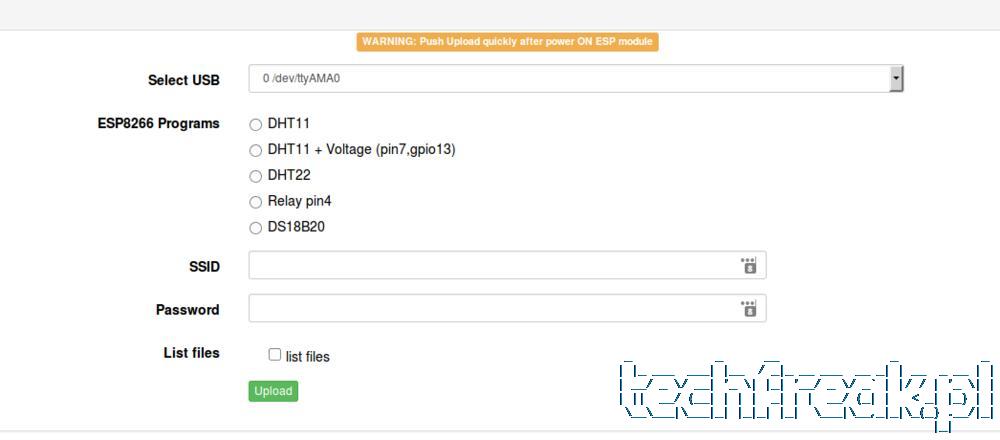 WARNING: Push Upload quickly after power ON ESP module
Select USB
0 /dev/ttyAMA0
ESP8266 Programs
DHT11
DHT11 + Voltage (pin7,gpio13)
DHT22
Relay pin4
DS18B20
SSID
Password
List files
list files
Upload
techfreak.pl